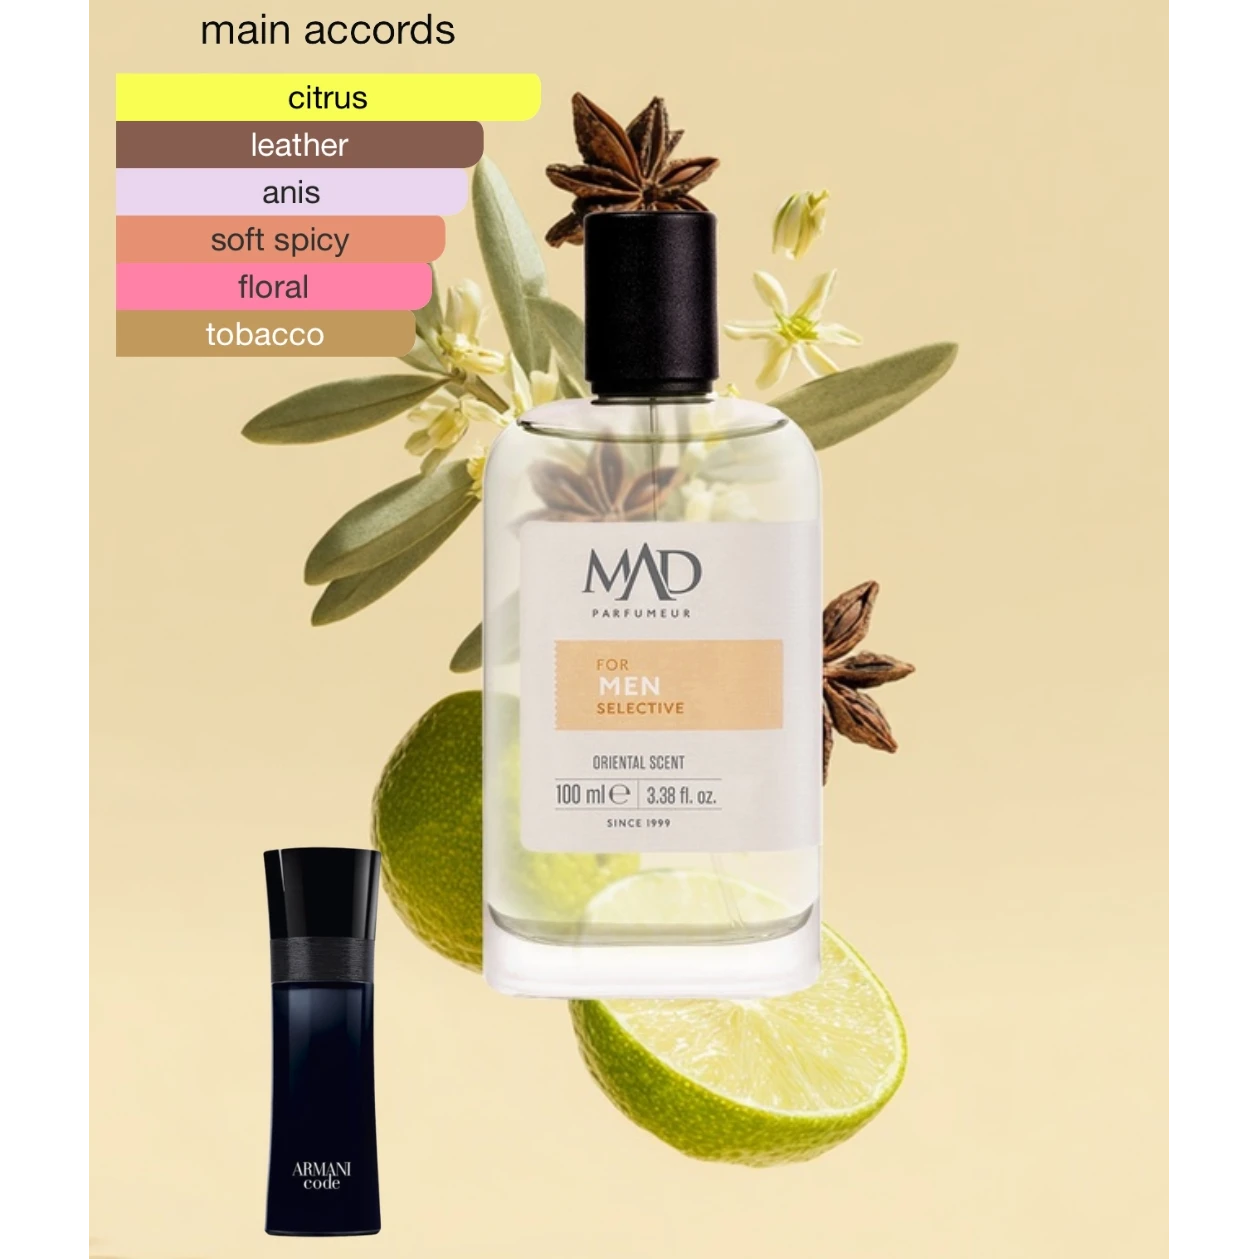 main accords
citrus
leather
anis
soft spicy
floral
tobacco
MAD
PARFUMEUR
FOR
MEN
SELECTIVE
ORIENTAL SCENT
100 ml ℮ 3.38 fl. oz.
SINCE 1999
ARMANI
code